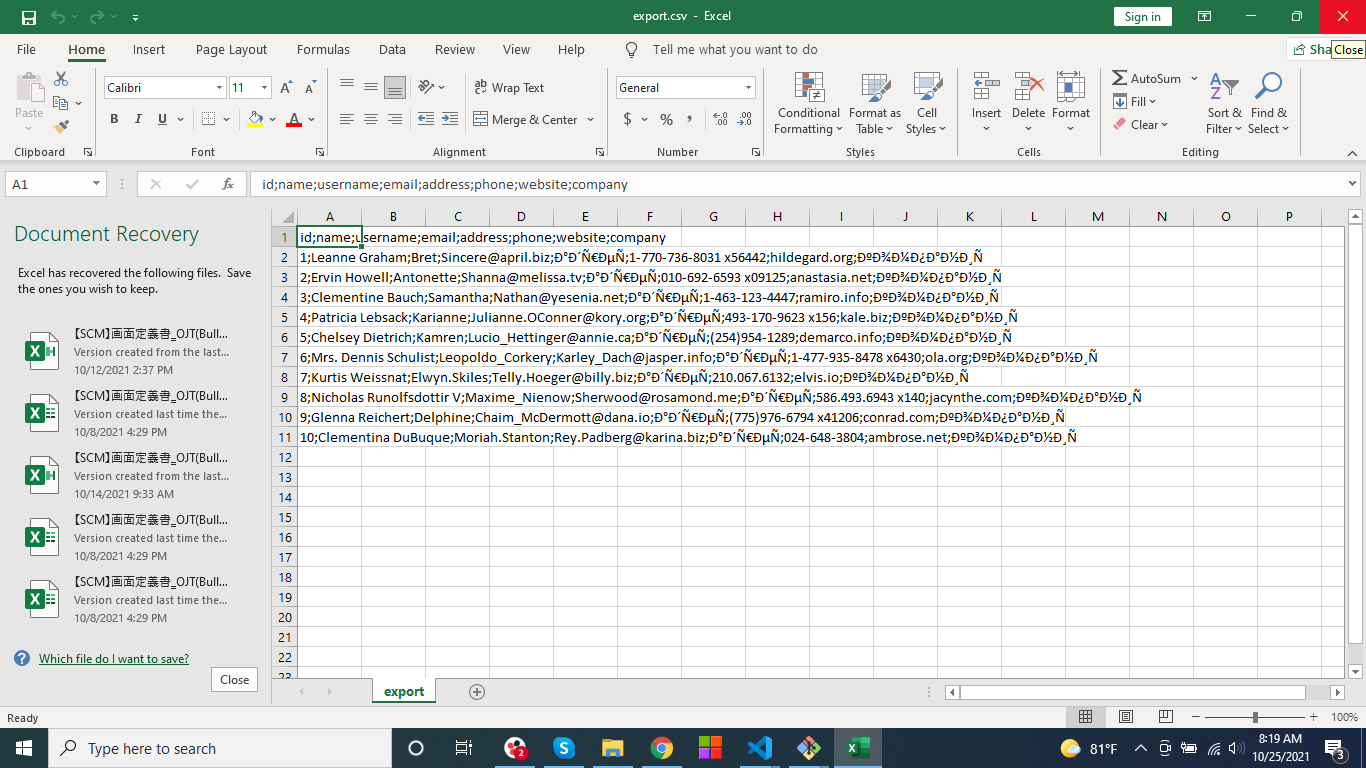 export.csv - Excel
Sign in
File Home Insert Page Layout Formulas Data Review View Help Tell me what you want to do
Sha
Close
Paste
Calibri 11
B I U
Wrap Text
Merge & Center
General
$ % ,
Conditional Formatting
Format as Table
Cell Styles
Insert Delete Format
AutoSum
Fill
Clear
Sort & Filter
Find & Select
Clipboard Font Alignment Number Styles Cells Editing
A1 fx id;name;username;email;address;phone;website;company
Document Recovery
Excel has recovered the following files. Save
the ones you wish to keep.
【SCM】画面定義書_OJT(Bull...
Version created from the last...
10/12/2021 2:37 PM
【SCM】画面定義書_OJT(Bull...
Version created last time the...
10/8/2021 4:29 PM
【SCM】画面定義書_OJT(Bull...
Version created from the last...
10/14/2021 9:33 AM
【SCM】画面定義書_OJT(Bull...
Version created last time the...
10/8/2021 4:29 PM
【SCM】画面定義書_OJT(Bull...
Version created last time the...
10/8/2021 4:29 PM
Which file do I want to save?
Close
A B C D E F G H I J K L M N O P
1 id;name;username;email;address;phone;website;company
2 1;Leanne Graham;Bret;Sincere@april.biz;Ð°Ð´Ñ€ÐµÑ;1-770-736-8031 x56442;hildegard.org;ÐºÐ¾Ð¼Ð¿Ð°Ð½Ð¸Ñ
3 2;Ervin Howell;Antonette;Shanna@melissa.tv;Ð°Ð´Ñ€ÐµÑ;010-692-6593 x09125;anastasia.net;ÐºÐ¾Ð¼Ð¿Ð°Ð½Ð¸Ñ
4 3;Clementine Bauch;Samantha;Nathan@yesenia.net;Ð°Ð´Ñ€ÐµÑ;1-463-123-4447;ramiro.info;ÐºÐ¾Ð¼Ð¿Ð°Ð½Ð¸Ñ
5 4;Patricia Lebsack;Karianne;Julianne.OConner@kory.org;Ð°Ð´Ñ€ÐµÑ;493-170-9623 x156;kale.biz;ÐºÐ¾Ð¼Ð¿Ð°Ð½Ð¸Ñ
6 5;Chelsey Dietrich;Kamren;Lucio_Hettinger@annie.ca;Ð°Ð´Ñ€ÐµÑ;(254)954-1289;demarco.info;ÐºÐ¾Ð¼Ð¿Ð°Ð½Ð¸Ñ
7 6;Mrs. Dennis Schulist;Leopoldo_Corkery;Karley_Dach@jasper.info;Ð°Ð´Ñ€ÐµÑ;1-477-935-8478 x6430;ola.org;ÐºÐ¾Ð¼Ð¿Ð°Ð½Ð¸Ñ
8 7;Kurtis Weissnat;Elwyn.Skiles;Telly.Hoeger@billy.biz;Ð°Ð´Ñ€ÐµÑ;210.067.6132;elvis.io;ÐºÐ¾Ð¼Ð¿Ð°Ð½Ð¸Ñ
9 8;Nicholas Runolfsdottir V;Maxime_Nienow;Sherwood@rosamond.me;Ð°Ð´Ñ€ÐµÑ;586.493.6943 x140;jacynthe.com;ÐºÐ¾Ð¼Ð¿Ð°Ð½Ð¸Ñ
10 9;Glenna Reichert;Delphine;Chaim_McDermott@dana.io;Ð°Ð´Ñ€ÐµÑ;(775)976-6794 x41206;conrad.com;ÐºÐ¾Ð¼Ð¿Ð°Ð½Ð¸Ñ
11 10;Clementina DuBuque;Moriah.Stanton;Rey.Padberg@karina.biz;Ð°Ð´Ñ€ÐµÑ;024-648-3804;ambrose.net;ÐºÐ¾Ð¼Ð¿Ð°Ð½Ð¸Ñ
12
13
14
15
16
17
18
19
20
21
22
23
export
Ready
100%
Type here to search
2
81°F
8:19 AM
10/25/2021
3